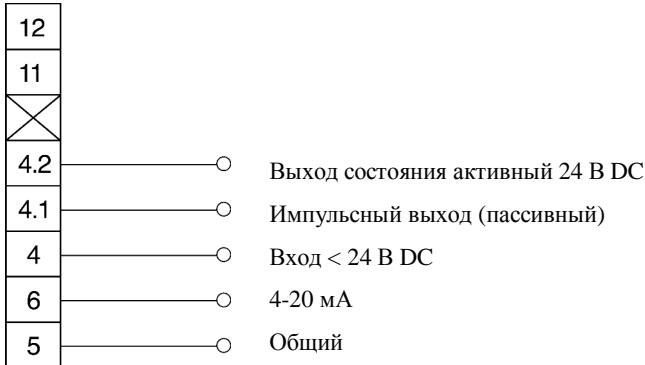 12
11
4.2 Выход состояния активный 24 В DC
4.1 Импульсный выход (пассивный)
4 Вход < 24 В DC
6 4-20 мА
5 Общий